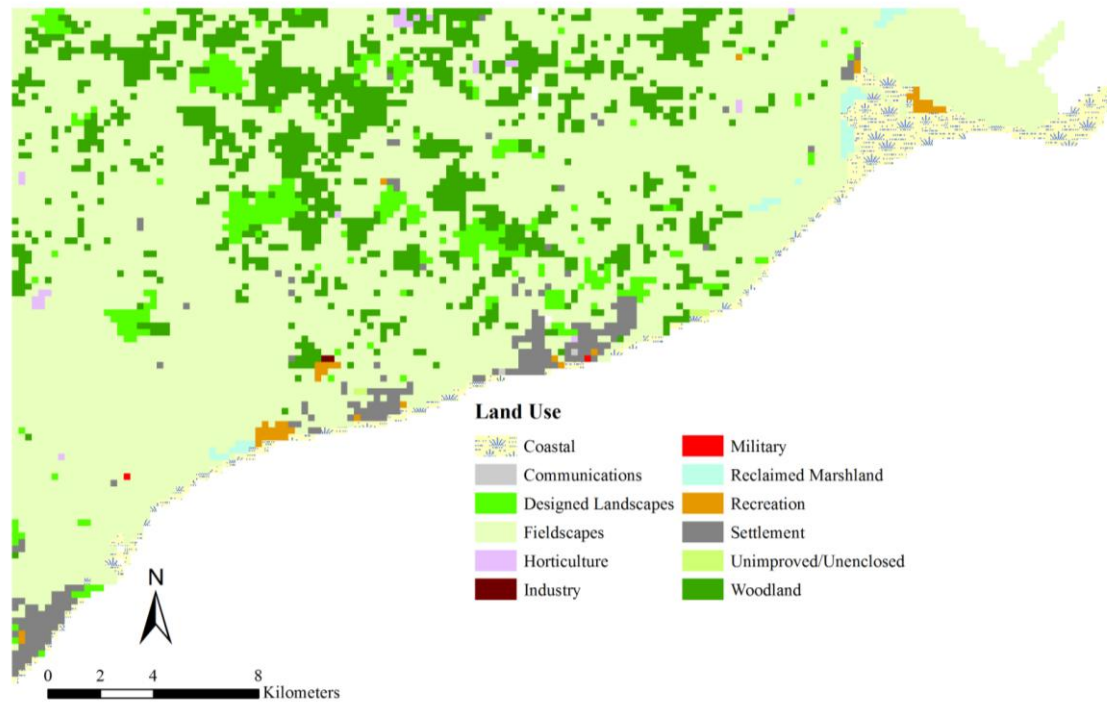 Land Use
Coastal
Communications
Designed Landscapes
Fieldscapes
Horticulture
Industry
Military
Reclaimed Marshland
Recreation
Settlement
Unimproved/Unenclosed
Woodland
N
0 2 4 8
Kilometers